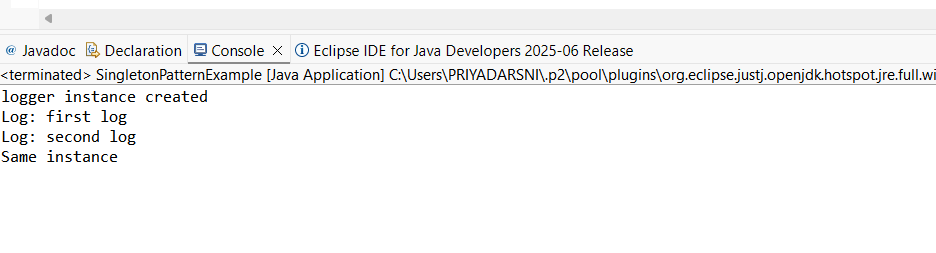 @ Javadoc Declaration Console × Eclipse IDE for Java Developers 2025-06 Release
<terminated> SingletonPatternExample [Java Application] C:\Users\PRIYADARSNI\.p2\pool\plugins\org.eclipse.justj.openjdk.hotspot.jre.full.wi
logger instance created
Log: first log
Log: second log
Same instance